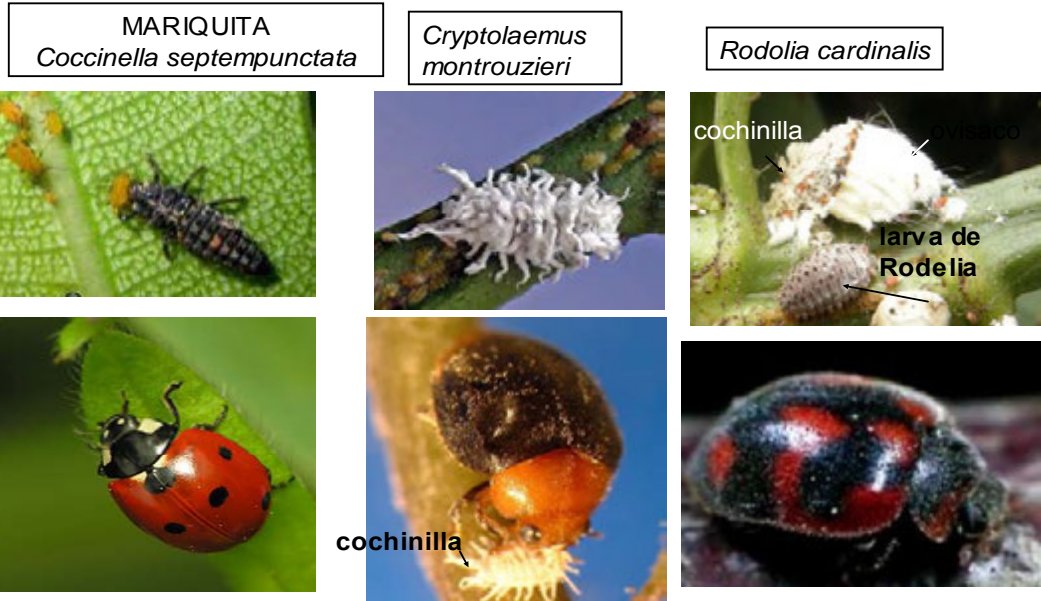 MARIQUITA
Coccinella septempunctata
Cryptolaemus
montrouzieri
Rodolia cardinalis
cochinilla
ovisaco
larva de
Rodelia
cochinilla